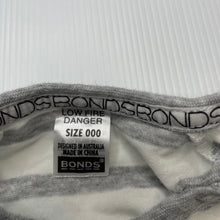 BONDSBONDSBONDS
LOW FIRE
DANGER
SIZE 000
DESIGNED IN AUSTRALIA
MADE IN CHINA
BONDS